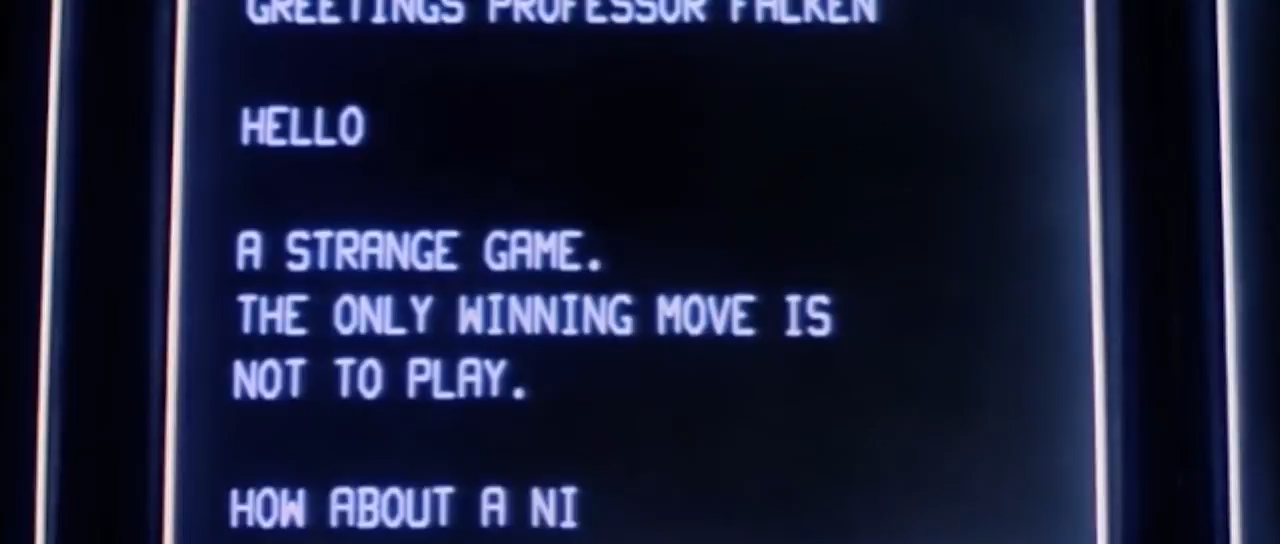 GREETINGS PROFESSOR FALKEN
HELLO
A STRANGE GAME.
THE ONLY WINNING MOVE IS
NOT TO PLAY.
HOW ABOUT A NI